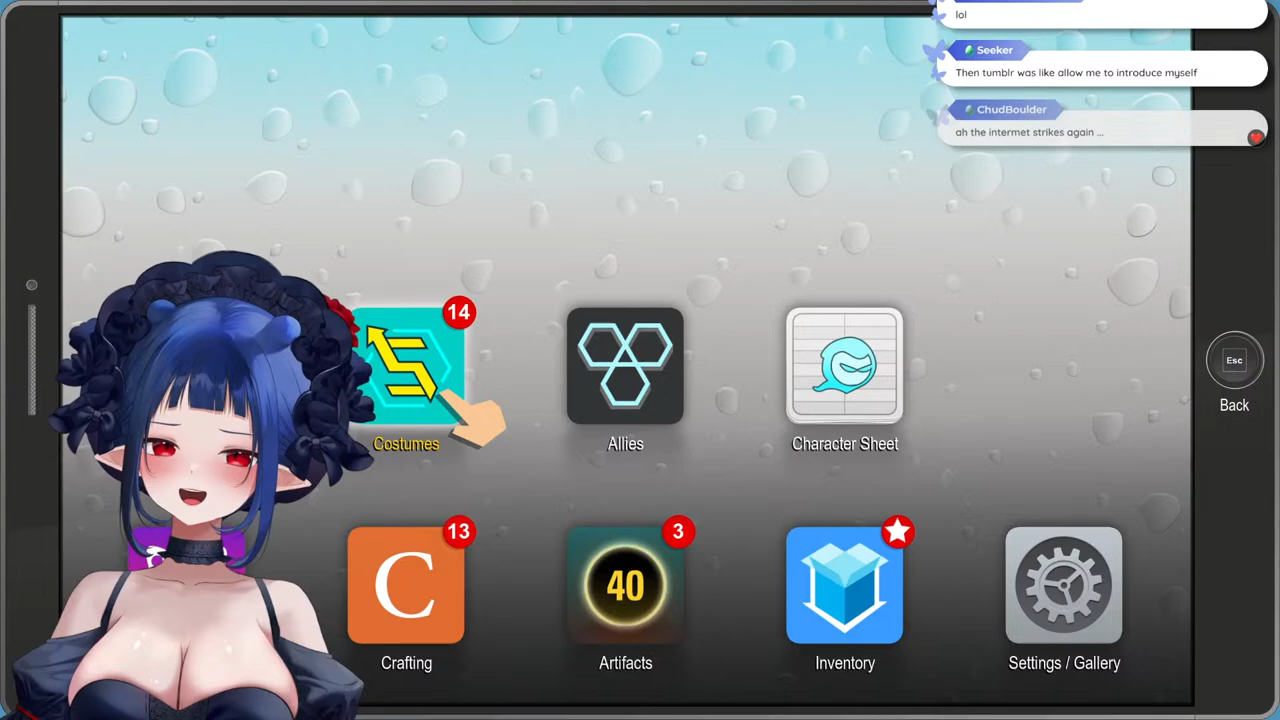 lol
Seeker
Then tumblr was like allow me to introduce myself
ChudBoulder
ah the internet strikes again ...
14
Costumes
Allies
Character Sheet
Esc
Back
13
C
Crafting
3
40
Artifacts
Inventory
Settings / Gallery